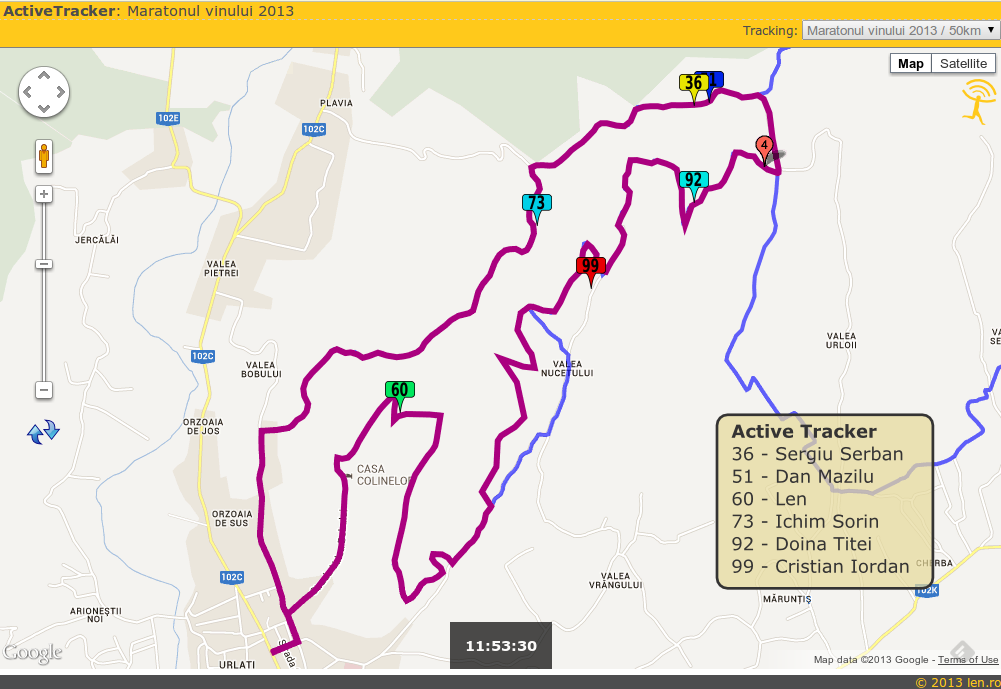 ActiveTracker: Maratonul vinului 2013
Tracking: Maratonul vinului 2013 / 50km
Map Satellite
36 1
PLAVIA
102E
102C
4
92
73
JERCĂLĂI
VALEA
PIETREI
99
102C
VALEA
BOBULUI
VALEA
NUCETULUI
VALEA
URLOII
VA
SE
60
ORZOAIA
DE JOS
CASA
COLINELOR
ORZOAIA
DE SUS
Active Tracker
36 - Sergiu Serban
51 - Dan Mazilu
60 - Len
73 - Ichim Sorin
92 - Doina Titei
99 - Cristian Iordan
CHERBA
102K
102C
VALEA
VRÂNGULUI
MĂRUNȚIȘ
ARIONEȘTII
NOI
Strada
URLATI
11:53:30
Google
Map data ©2013 Google - Terms of Use
© 2013 len.ro